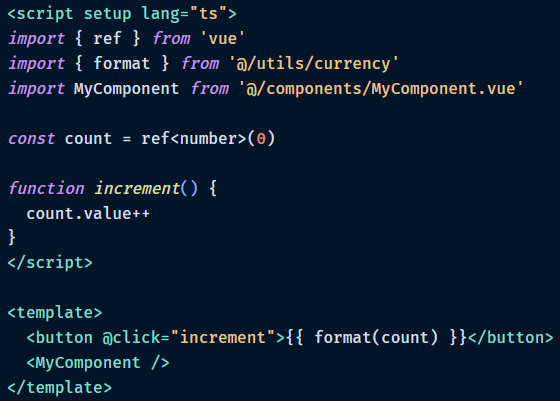 <script setup lang="ts">
import { ref } from 'vue'
import { format } from '@/utils/currency'
import MyComponent from '@/components/MyComponent.vue'

const count = ref<number>(0)

function increment() {
  count.value++
}
</script>

<template>
  <button @click="increment">{{ format(count) }}</button>
  <MyComponent />
</template>